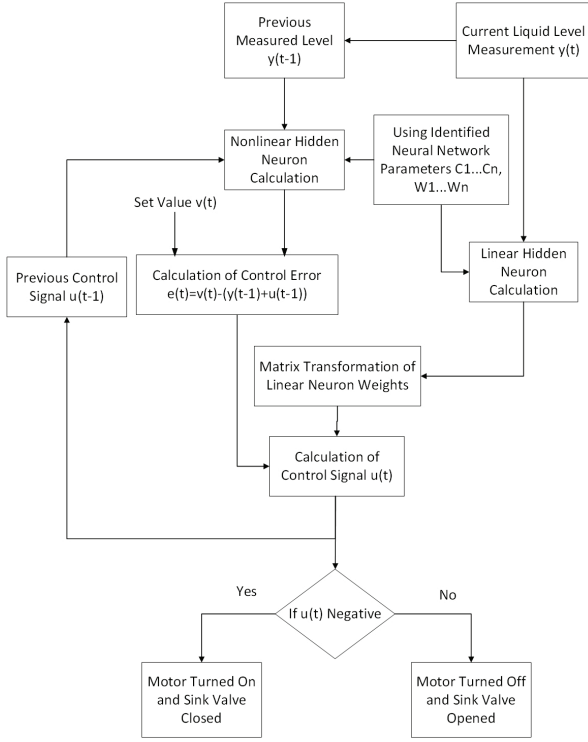 Previous
Measured Level
y(t-1)
Current Liquid Level
Measurement y(t)
Nonlinear Hidden
Neuron
Calculation
Using Identified
Neural Network
Parameters C1...Cn,
W1...Wn
Set Value v(t)
Previous Control
Signal u(t-1)
Calculation of Control Error
e(t)=v(t)-(y(t-1)+u(t-1))
Linear Hidden
Neuron
Calculation
Matrix Transformation of
Linear Neuron Weights
Calculation of
Control Signal u(t)
Yes
No
If u(t) Negative
Motor Turned On
and Sink Valve
Closed
Motor Turned Off
and Sink Valve
Opened